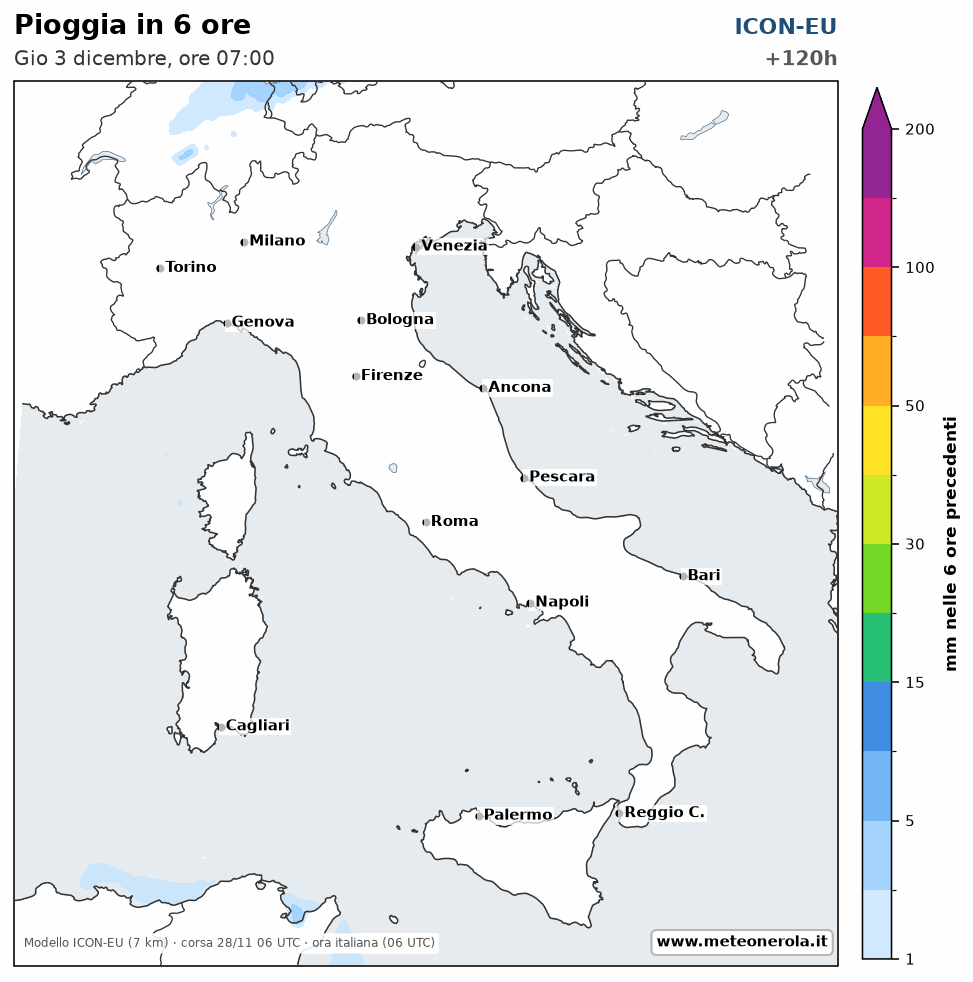 Pioggia in 6 ore
ICON-EU
Gio 3 dicembre, ore 07:00
+120h
200
100
50
30
15
5
1
mm nelle 6 ore precedenti
Milano
Venezia
Torino
Genova
Bologna
Firenze
Ancona
Pescara
Roma
Bari
Napoli
Cagliari
Palermo
Reggio C.
Modello ICON-EU (7 km) · corsa 28/11 06 UTC · ora italiana (06 UTC)
www.meteonerola.it